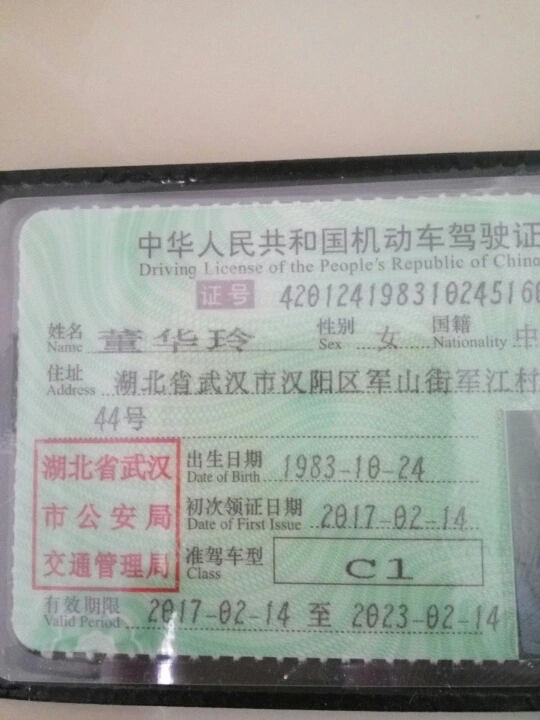 中华人民共和国机动车驾驶证
Driving License of the People's Republic of China
证号 42012419831024516
姓名 董华玲 性别 女 国籍 中
Name Sex Nationality
住址 湖北省武汉市汉阳区军山街军江村
Address
44号
湖北省武汉
市公安局
交通管理局
出生日期 1983-10-24
Date of Birth
初次领证日期 2017-02-14
Date of First Issue
准驾车型 C1
Class
有效期限 2017-02-14 至 2023-02-14
Valid Period